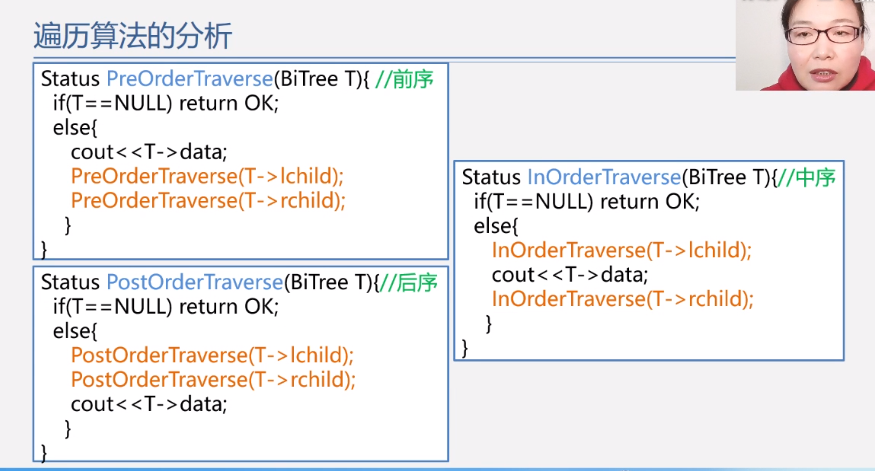 遍历算法的分析
Status PreOrderTraverse(BiTree T){ //前序
if(T==NULL) return OK;
else{
cout<<T->data;
PreOrderTraverse(T->lchild);
PreOrderTraverse(T->rchild);
}
}
Status PostOrderTraverse(BiTree T){//后序
if(T==NULL) return OK;
else{
PostOrderTraverse(T->lchild);
PostOrderTraverse(T->rchild);
cout<<T->data;
}
}
Status InOrderTraverse(BiTree T){//中序
if(T==NULL) return OK;
else{
InOrderTraverse(T->lchild);
cout<<T->data;
InOrderTraverse(T->rchild);
}
}